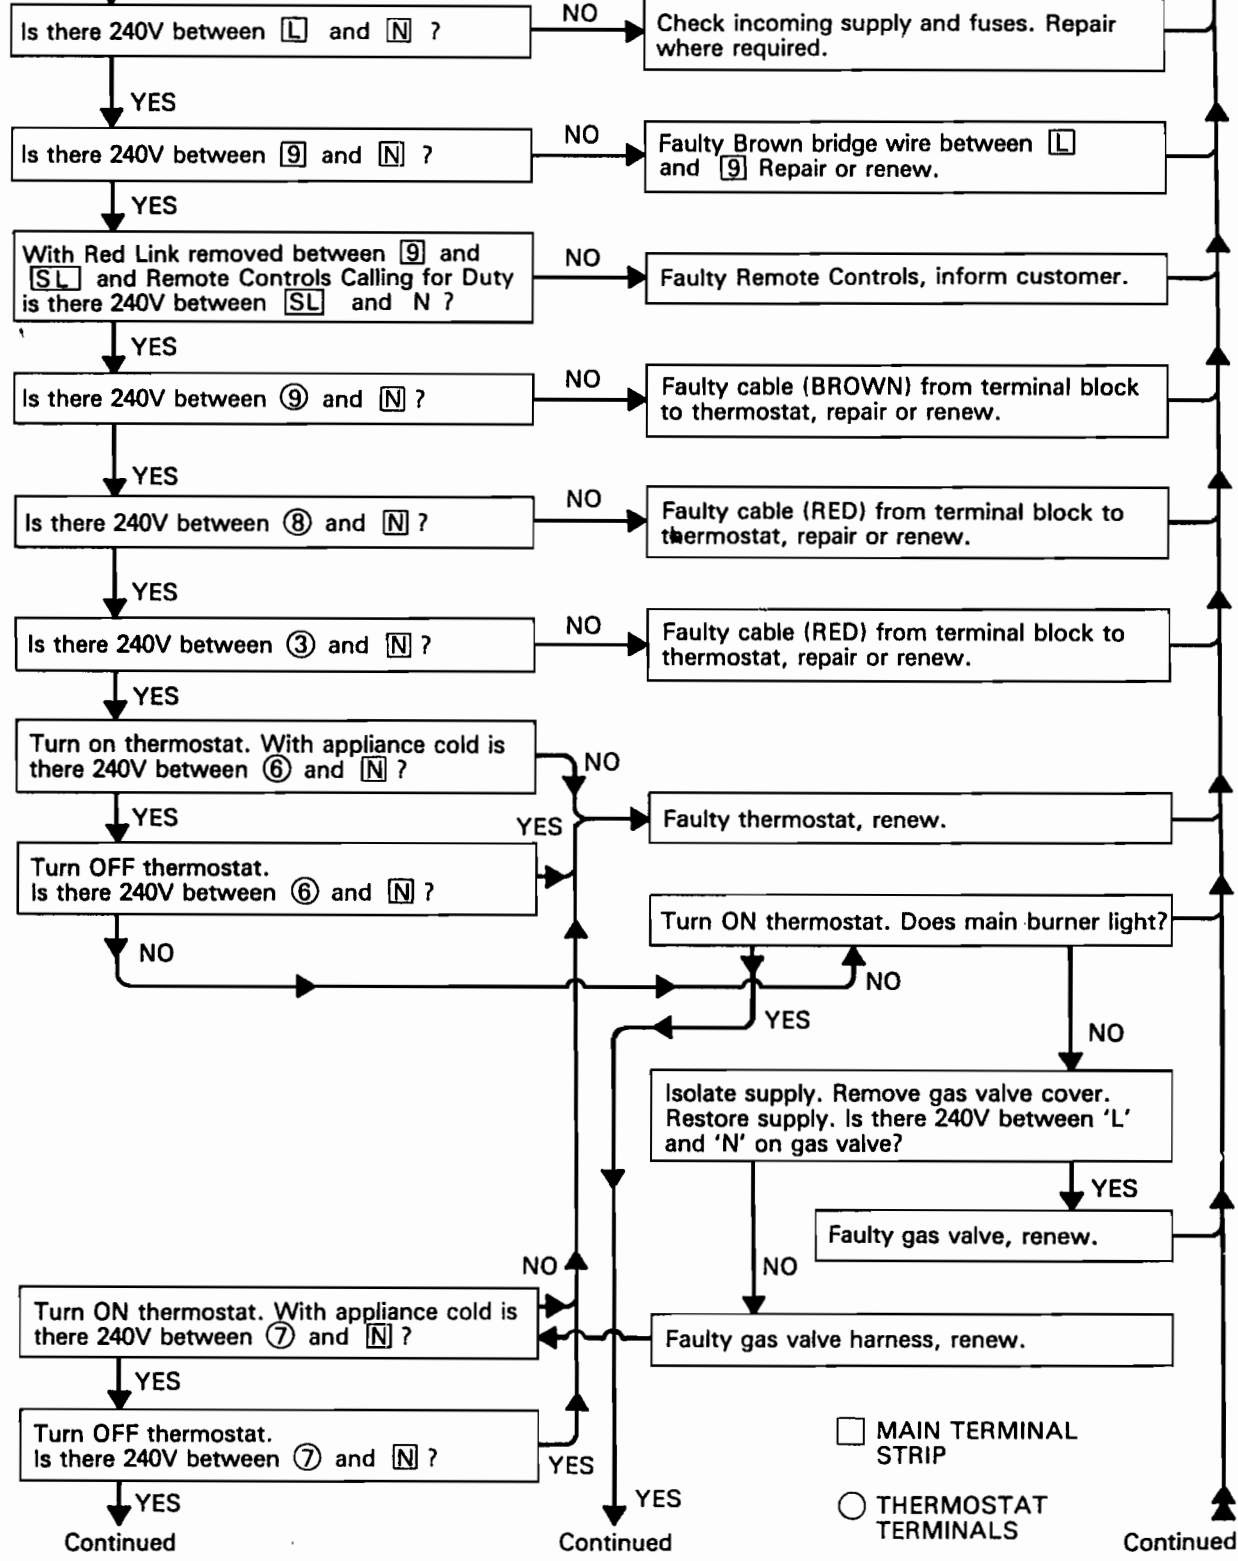 Is there 240V between L and N ?
NO
Check incoming supply and fuses. Repair
where required.
YES
Is there 240V between 9 and N ?
NO
Faulty Brown bridge wire between L
and 9 Repair or renew.
YES
With Red Link removed between 9 and
SL and Remote Controls Calling for Duty
is there 240V between SL and N ?
NO
Faulty Remote Controls, inform customer.
YES
Is there 240V between 9 and N ?
NO
Faulty cable (BROWN) from terminal block
to thermostat, repair or renew.
YES
Is there 240V between 8 and N ?
NO
Faulty cable (RED) from terminal block to
thermostat, repair or renew.
YES
Is there 240V between 3 and N ?
NO
Faulty cable (RED) from terminal block to
thermostat, repair or renew.
YES
Turn on thermostat. With appliance cold is
there 240V between 6 and N ?
NO
YES
YES
Faulty thermostat, renew.
Turn OFF thermostat.
Is there 240V between 6 and N ?
NO
Turn ON thermostat. Does main burner light?
NO
YES
NO
Isolate supply. Remove gas valve cover.
Restore supply. Is there 240V between 'L'
and 'N' on gas valve?
YES
Faulty gas valve, renew.
NO
NO
Turn ON thermostat. With appliance cold is
there 240V between 7 and N ?
Faulty gas valve harness, renew.
YES
Turn OFF thermostat.
Is there 240V between 7 and N ?
YES
YES
Continued
YES
Continued
MAIN TERMINAL
STRIP
THERMOSTAT
TERMINALS
Continued